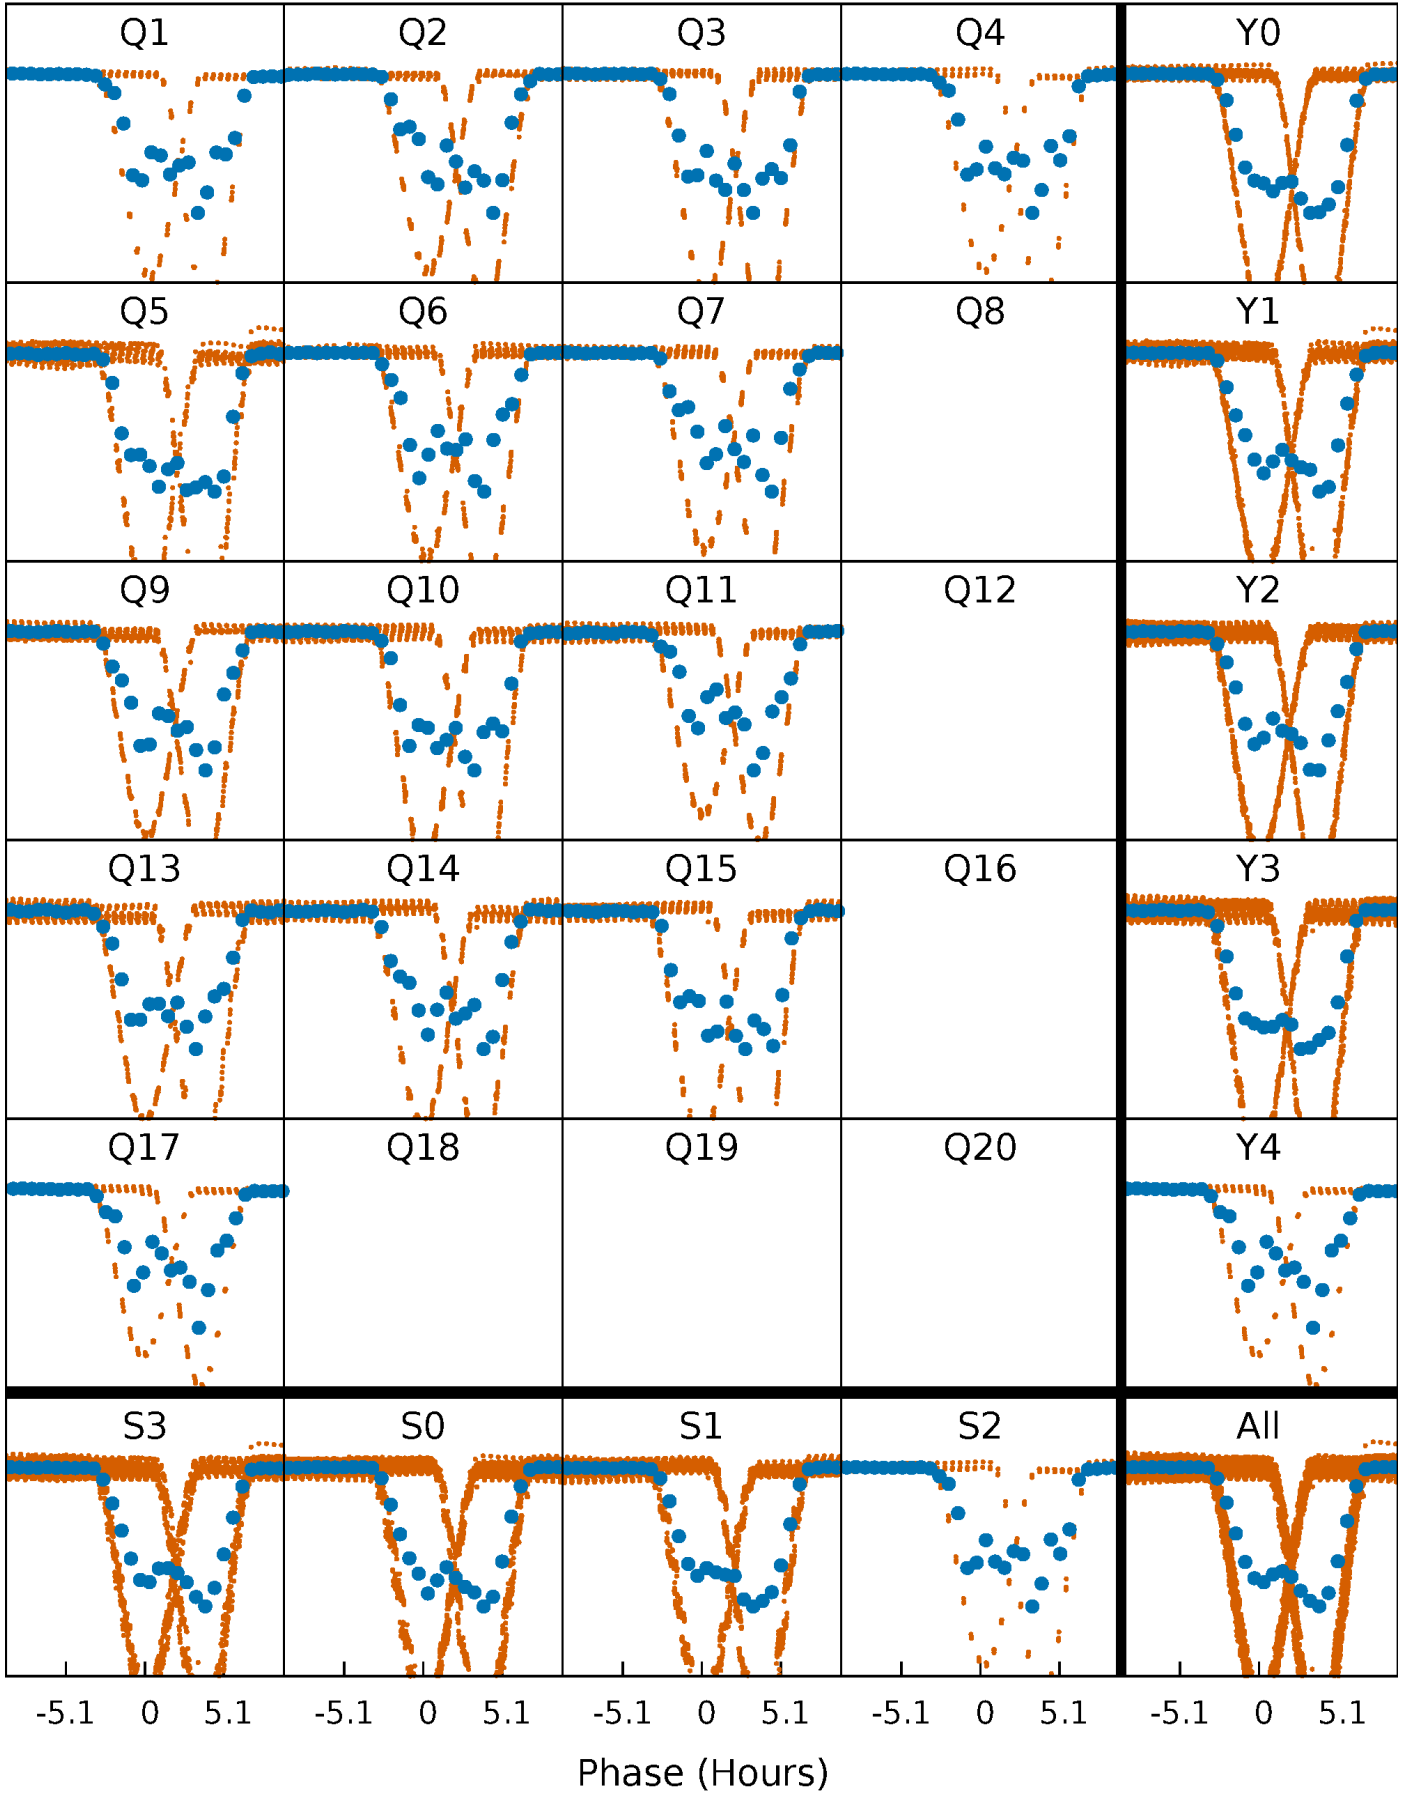 Q1 Q2 Q3 Q4 Y0
Q5 Q6 Q7 Q8 Y1
Q9 Q10 Q11 Q12 Y2
Q13 Q14 Q15 Q16 Y3
Q17 Q18 Q19 Q20 Y4
S3 S0 S1 S2 All
-5.1 0 5.1 -5.1 0 5.1 -5.1 0 5.1 -5.1 0 5.1 -5.1 0 5.1
Phase (Hours)